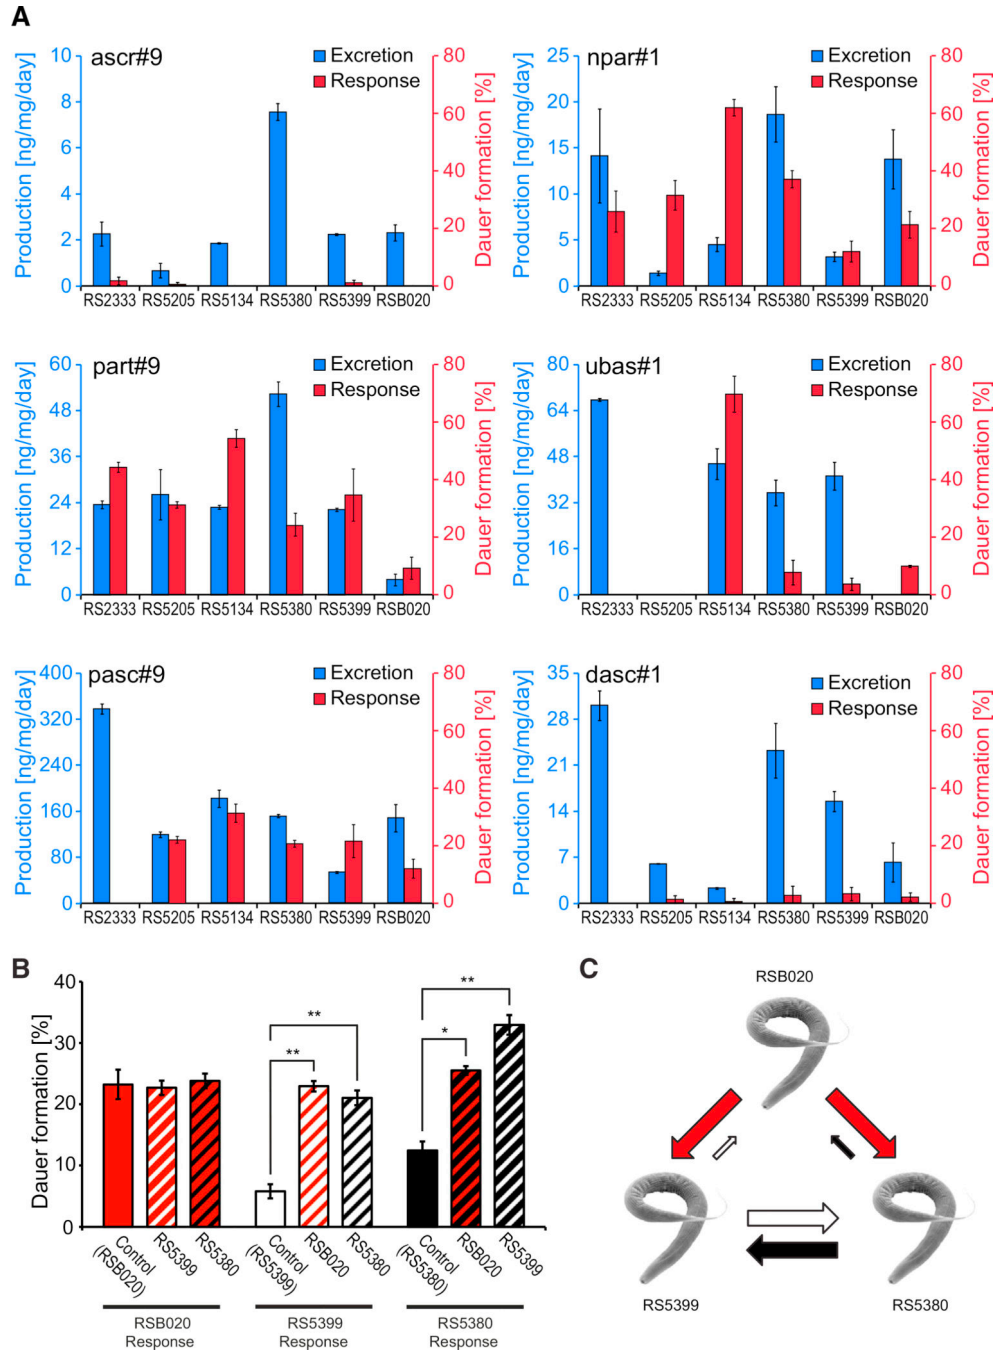 A
ascr#9
Excretion
Response
Production [ng/mg/day]
10
8
6
4
2
0
80
60
40
20
0
Dauer formation [%]
RS2333 RS5205 RS5134 RS5380 RS5399 RSB020
npar#1
Excretion
Response
Production [ng/mg/day]
25
20
15
10
5
0
80
60
40
20
0
Dauer formation [%]
RS2333 RS5205 RS5134 RS5380 RS5399 RSB020
part#9
Excretion
Response
Production [ng/mg/day]
60
48
36
24
12
0
80
60
40
20
0
Dauer formation [%]
RS2333 RS5205 RS5134 RS5380 RS5399 RSB020
ubas#1
Excretion
Response
Production [ng/mg/day]
80
64
48
32
16
0
80
60
40
20
0
Dauer formation [%]
RS2333 RS5205 RS5134 RS5380 RS5399 RSB020
pasc#9
Excretion
Response
Production [ng/mg/day]
400
320
240
160
80
0
80
60
40
20
0
Dauer formation [%]
RS2333 RS5205 RS5134 RS5380 RS5399 RSB020
dasc#1
Excretion
Response
Production [ng/mg/day]
35
28
21
14
7
0
80
60
40
20
0
Dauer formation [%]
RS2333 RS5205 RS5134 RS5380 RS5399 RSB020
B
Dauer formation [%]
40
30
20
10
0
**
**
**
*
Control
(RSB020)
RS5399
RS5380
Control
(RS5399)
RSB020
RS5380
Control
(RS5380)
RSB020
RS5399
RSB020
Response
RS5399
Response
RS5380
Response
C
RSB020
RS5399
RS5380